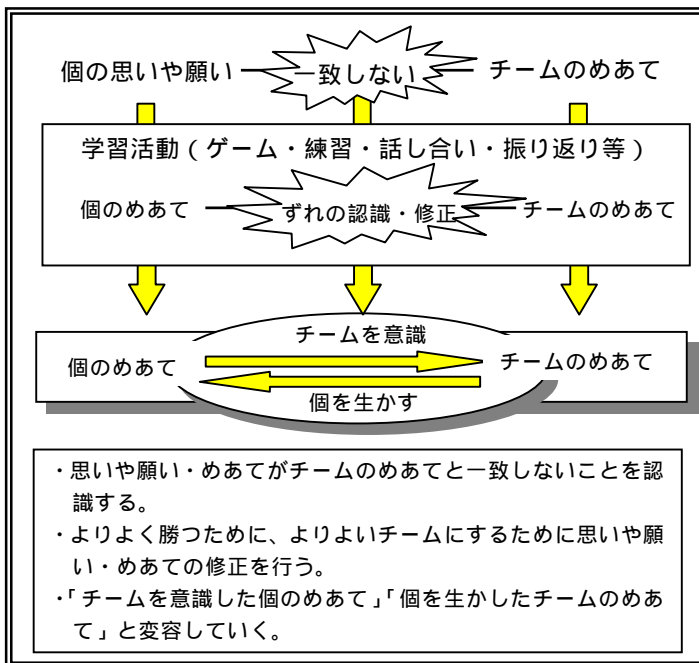 個の思いや願い 一致しない チームのめあて
学習活動(ゲーム・練習・話し合い・振り返り等)
個のめあて ずれの認識・修正 チームのめあて
チームを意識
個のめあて チームのめあて
個を生かす
・思いや願い・めあてがチームのめあてと一致しないことを認
識する。
・よりよく勝つために、よりよいチームにするために思いや願
い・めあての修正を行う。
・「チームを意識した個のめあて」「個を生かしたチームのめあ
て」と変容していく。